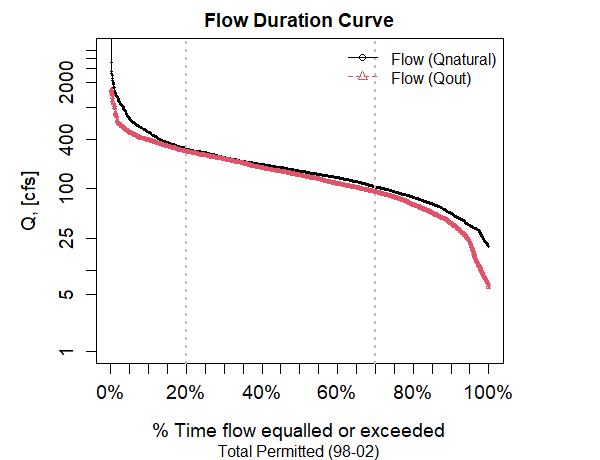 Flow Duration Curve
Flow (Qnatural)
Flow (Qout)
Q, [cfs]
2000
400
100
25
5
1
0% 20% 40% 60% 80% 100%
% Time flow equalled or exceeded
Total Permitted (98-02)